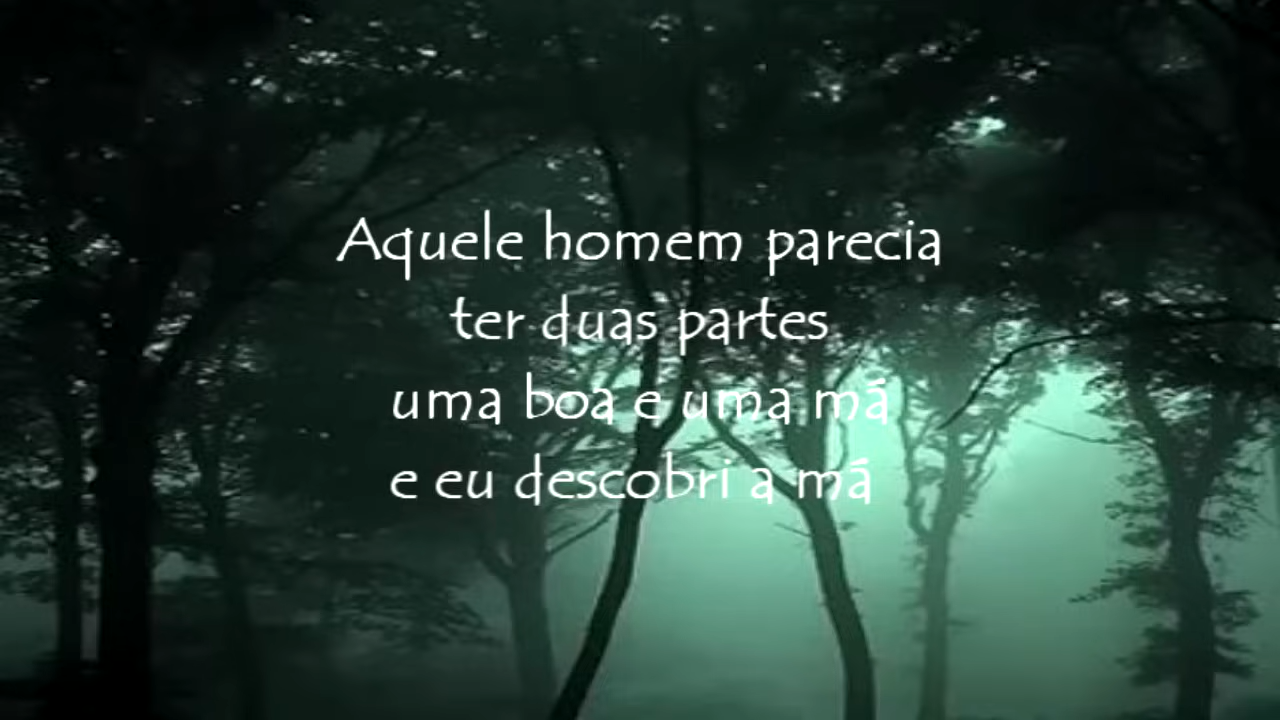 Aquele homem parecia
ter duas partes
uma boa e uma má
e eu descobri a má